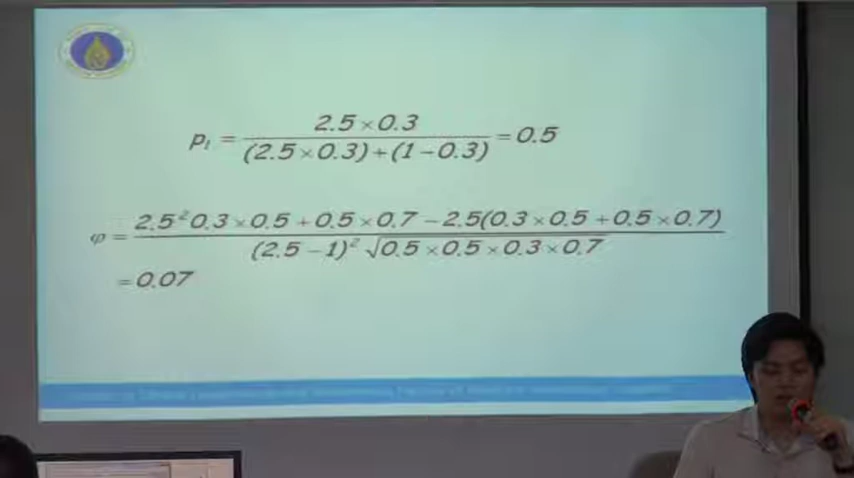 p₁ = 2.5 × 0.3 / (2.5 × 0.3) + (1 − 0.3) = 0.5
φ = 2.5² 0.3 × 0.5 + 0.5 × 0.7 − 2.5(0.3 × 0.5 + 0.5 × 0.7) / (2.5 − 1)² √0.5 × 0.5 × 0.3 × 0.7
= 0.07